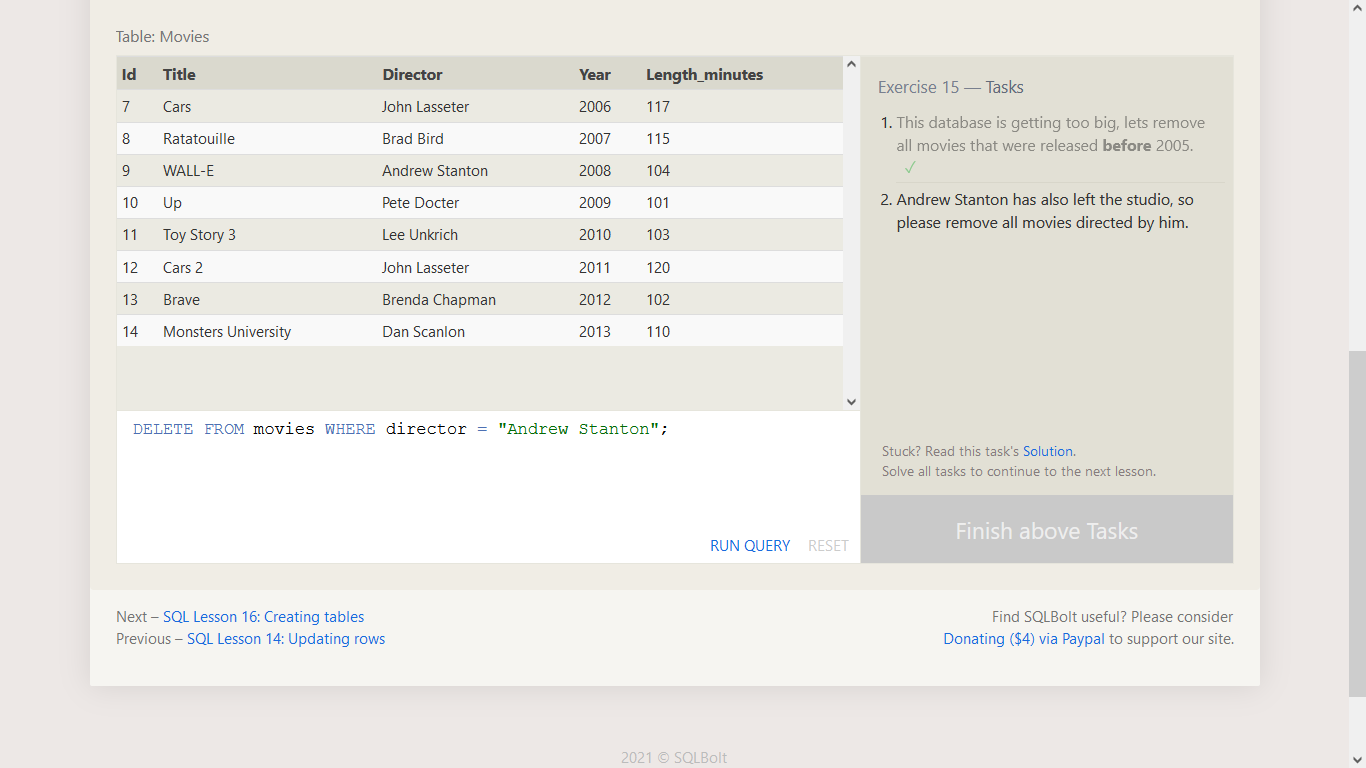 Table: Movies
Id Title Director Year Length_minutes
7 Cars John Lasseter 2006 117
8 Ratatouille Brad Bird 2007 115
9 WALL-E Andrew Stanton 2008 104
10 Up Pete Docter 2009 101
11 Toy Story 3 Lee Unkrich 2010 103
12 Cars 2 John Lasseter 2011 120
13 Brave Brenda Chapman 2012 102
14 Monsters University Dan Scanlon 2013 110
DELETE FROM movies WHERE director = "Andrew Stanton";
RUN QUERY RESET
Exercise 15 — Tasks
1. This database is getting too big, lets remove
all movies that were released before 2005.
✓
2. Andrew Stanton has also left the studio, so
please remove all movies directed by him.
Stuck? Read this task's Solution.
Solve all tasks to continue to the next lesson.
Finish above Tasks
Next – SQL Lesson 16: Creating tables
Previous – SQL Lesson 14: Updating rows
Find SQLBolt useful? Please consider
Donating ($4) via Paypal to support our site.
2021 © SQLBolt